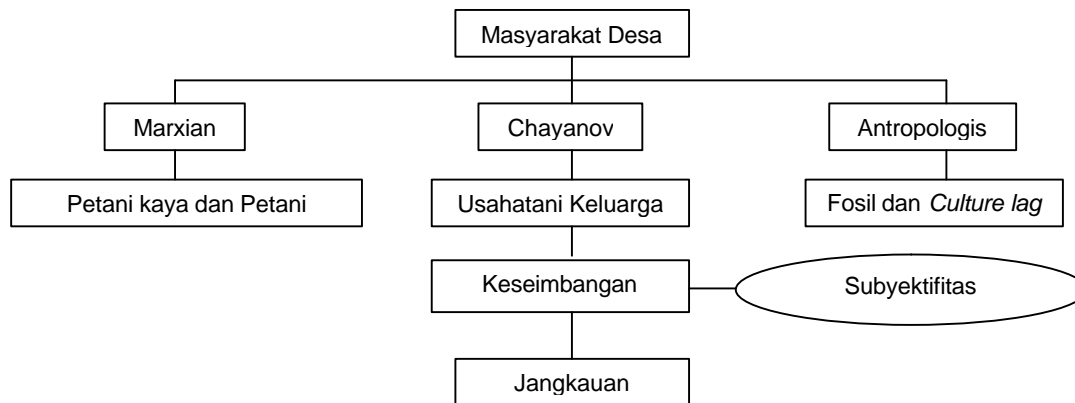 Masyarakat Desa
Marxian
Chayanov
Antropologis
Petani kaya dan Petani
Usahatani Keluarga
Fosil dan Culture lag
Keseimbangan
Subyektifitas
Jangkauan